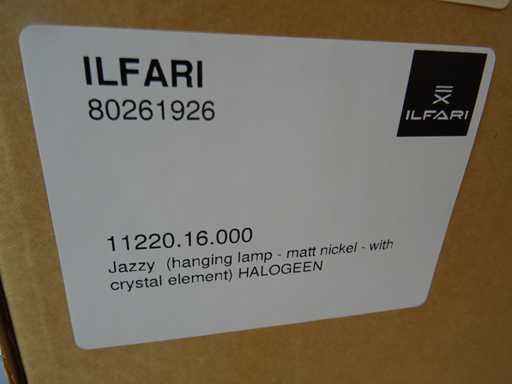 ILFARI
80261926
ILFARI
11220.16.000
Jazzy (hanging lamp - matt nickel - with
crystal element) HALOGEEN